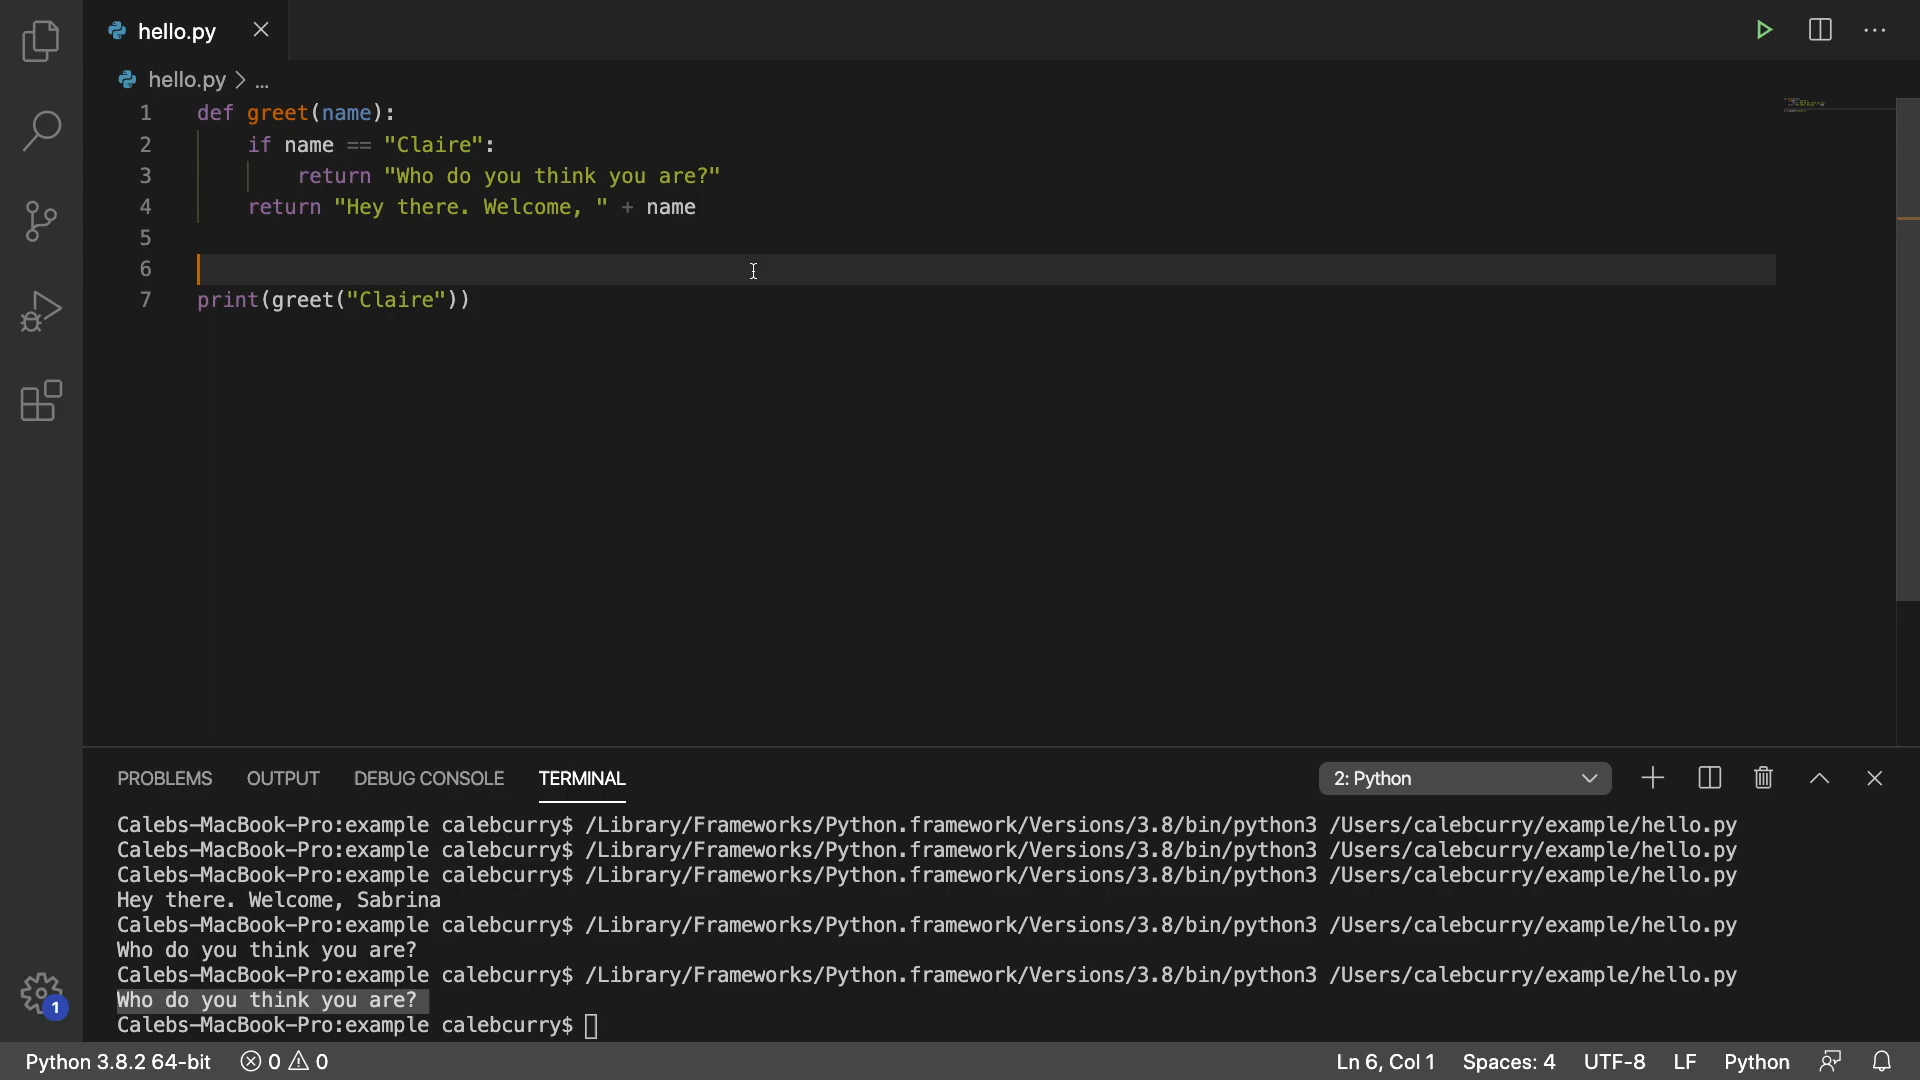 hello.py
hello.py > ...
1 def greet(name):
2 if name == "Claire":
3 return "Who do you think you are?"
4 return "Hey there. Welcome, " + name
5
6
7 print(greet("Claire"))
PROBLEMS OUTPUT DEBUG CONSOLE TERMINAL 2: Python
Calebs-MacBook-Pro:example calebcurry$ /Library/Frameworks/Python.framework/Versions/3.8/bin/python3 /Users/calebcurry/example/hello.py
Calebs-MacBook-Pro:example calebcurry$ /Library/Frameworks/Python.framework/Versions/3.8/bin/python3 /Users/calebcurry/example/hello.py
Calebs-MacBook-Pro:example calebcurry$ /Library/Frameworks/Python.framework/Versions/3.8/bin/python3 /Users/calebcurry/example/hello.py
Hey there. Welcome, Sabrina
Calebs-MacBook-Pro:example calebcurry$ /Library/Frameworks/Python.framework/Versions/3.8/bin/python3 /Users/calebcurry/example/hello.py
Who do you think you are?
Calebs-MacBook-Pro:example calebcurry$ /Library/Frameworks/Python.framework/Versions/3.8/bin/python3 /Users/calebcurry/example/hello.py
Who do you think you are?
Calebs-MacBook-Pro:example calebcurry$
1
Python 3.8.2 64-bit 0 0 Ln 6, Col 1 Spaces: 4 UTF-8 LF Python